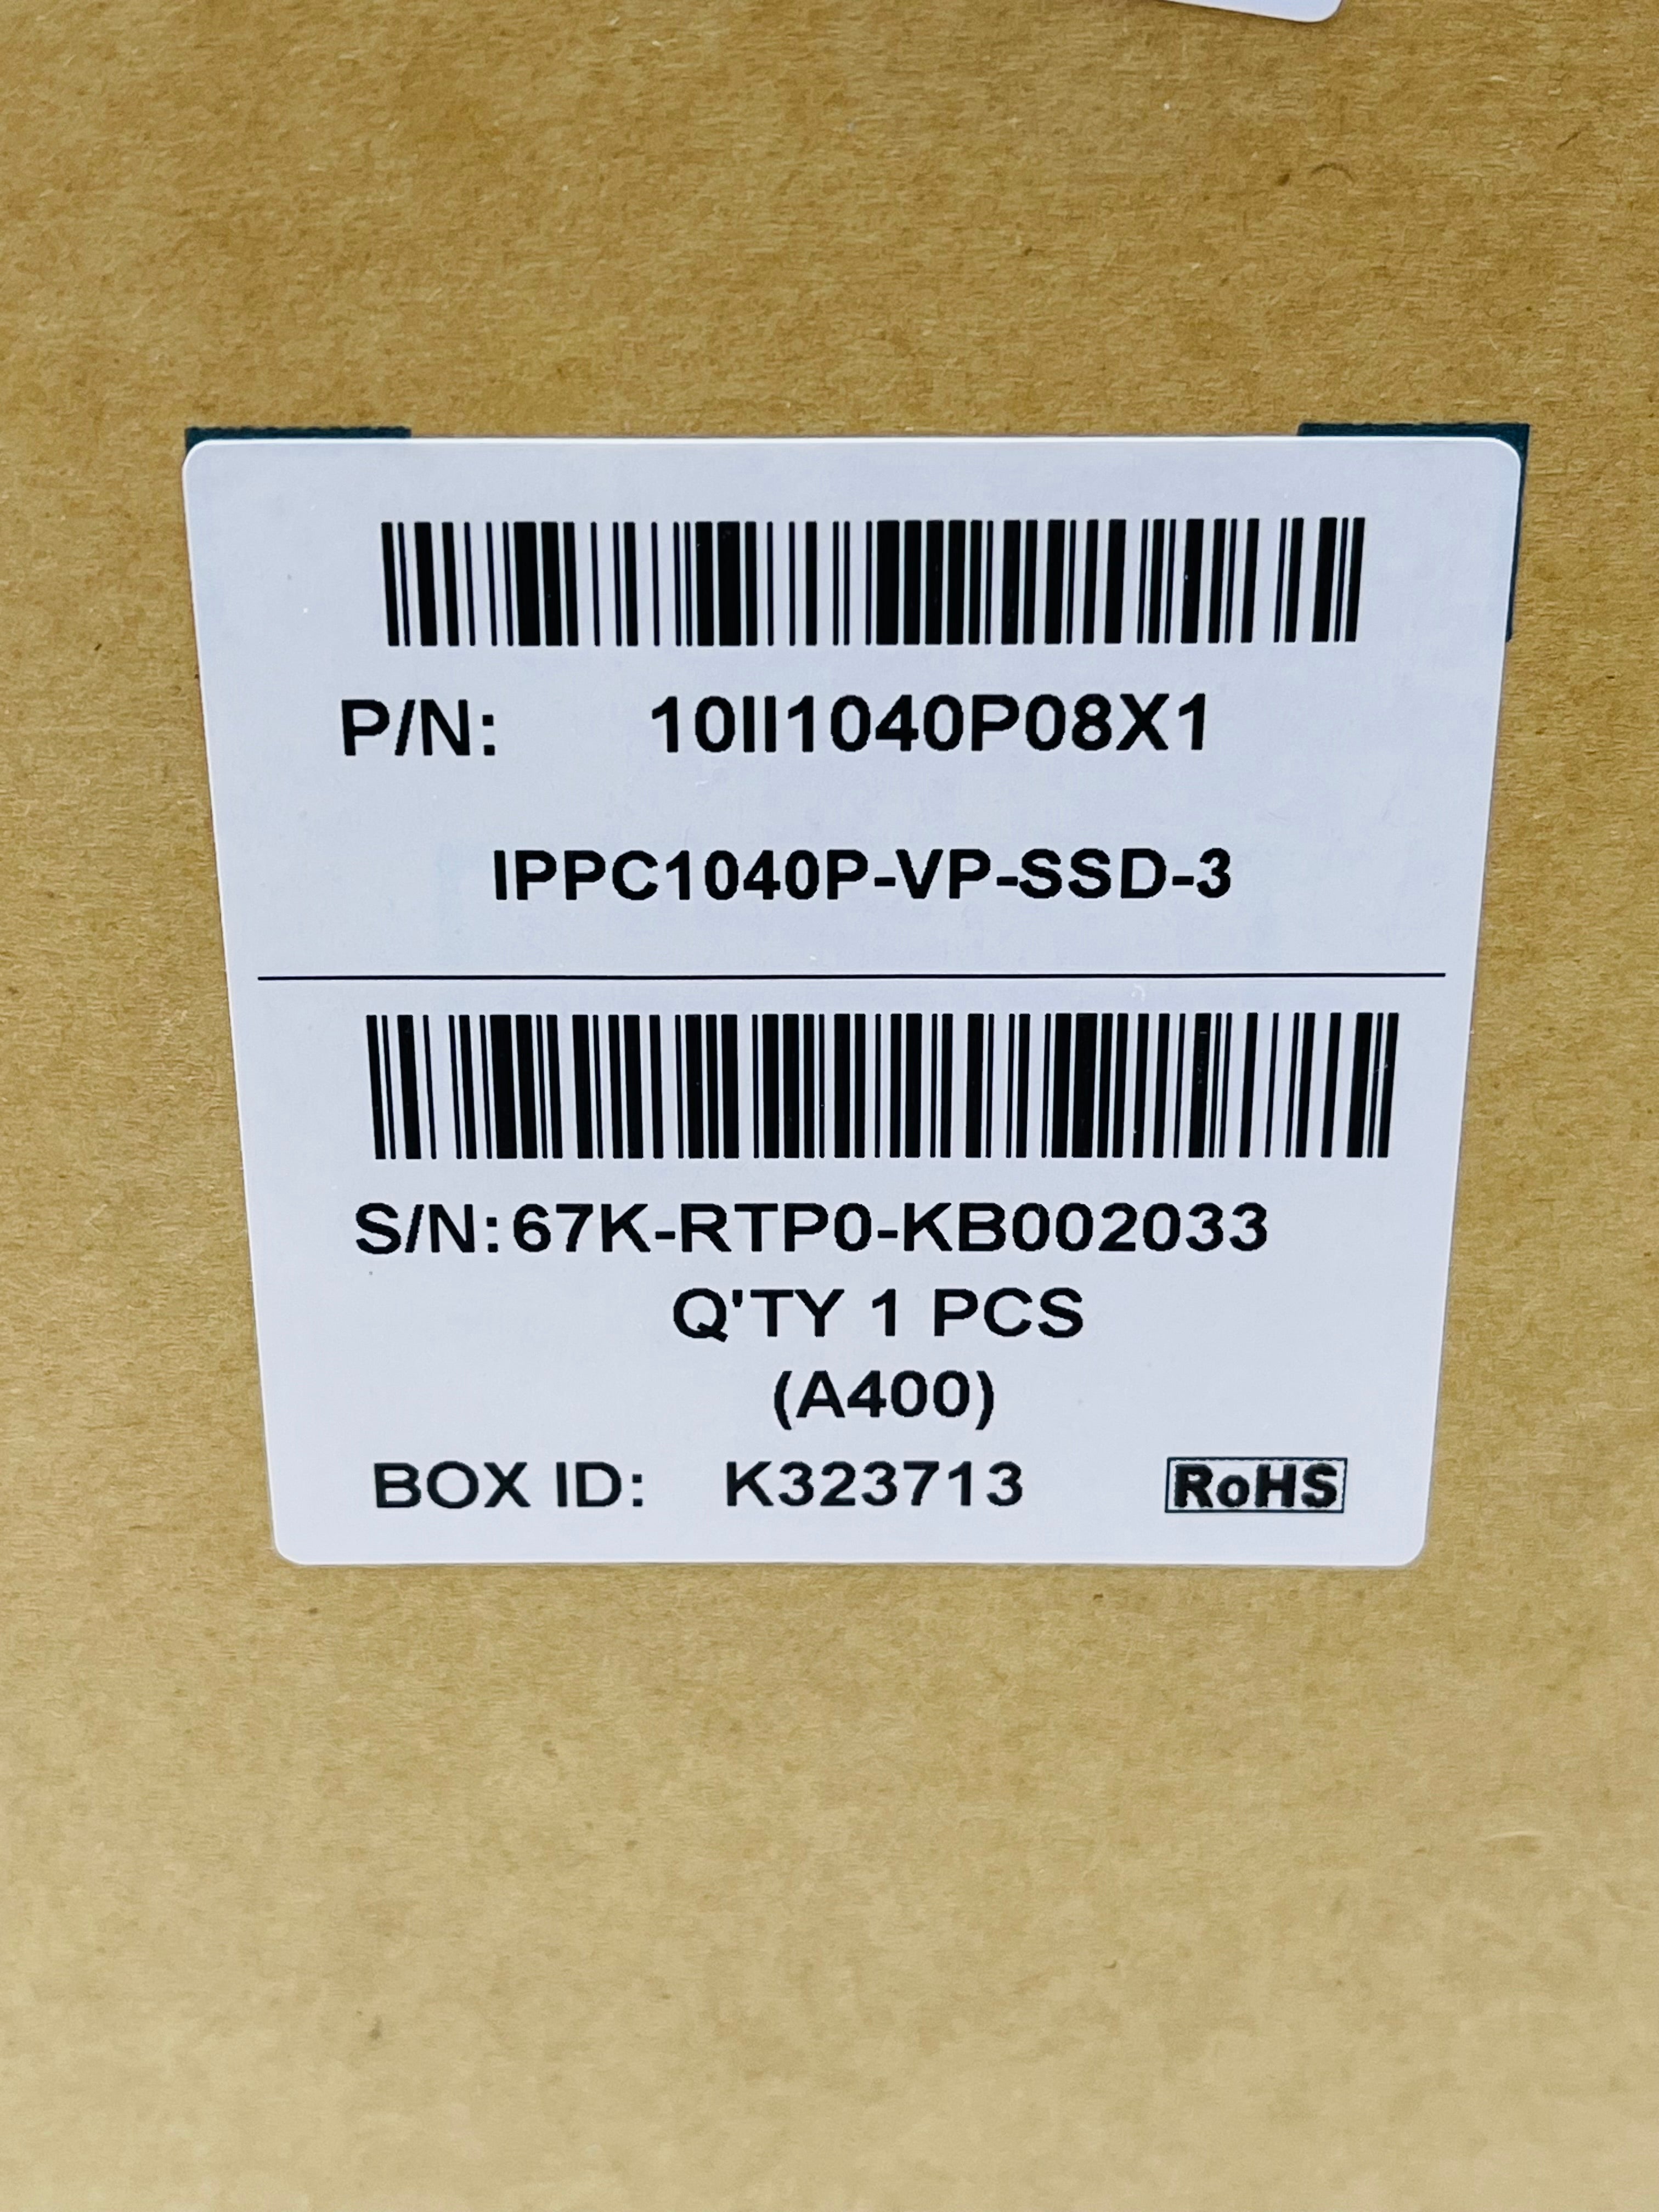 P/N: 10II1040P08X1
IPPC1040P-VP-SSD-3
S/N:67K-RTP0-KB002033
Q'TY 1 PCS
(A400)
BOX ID: K323713 RoHS